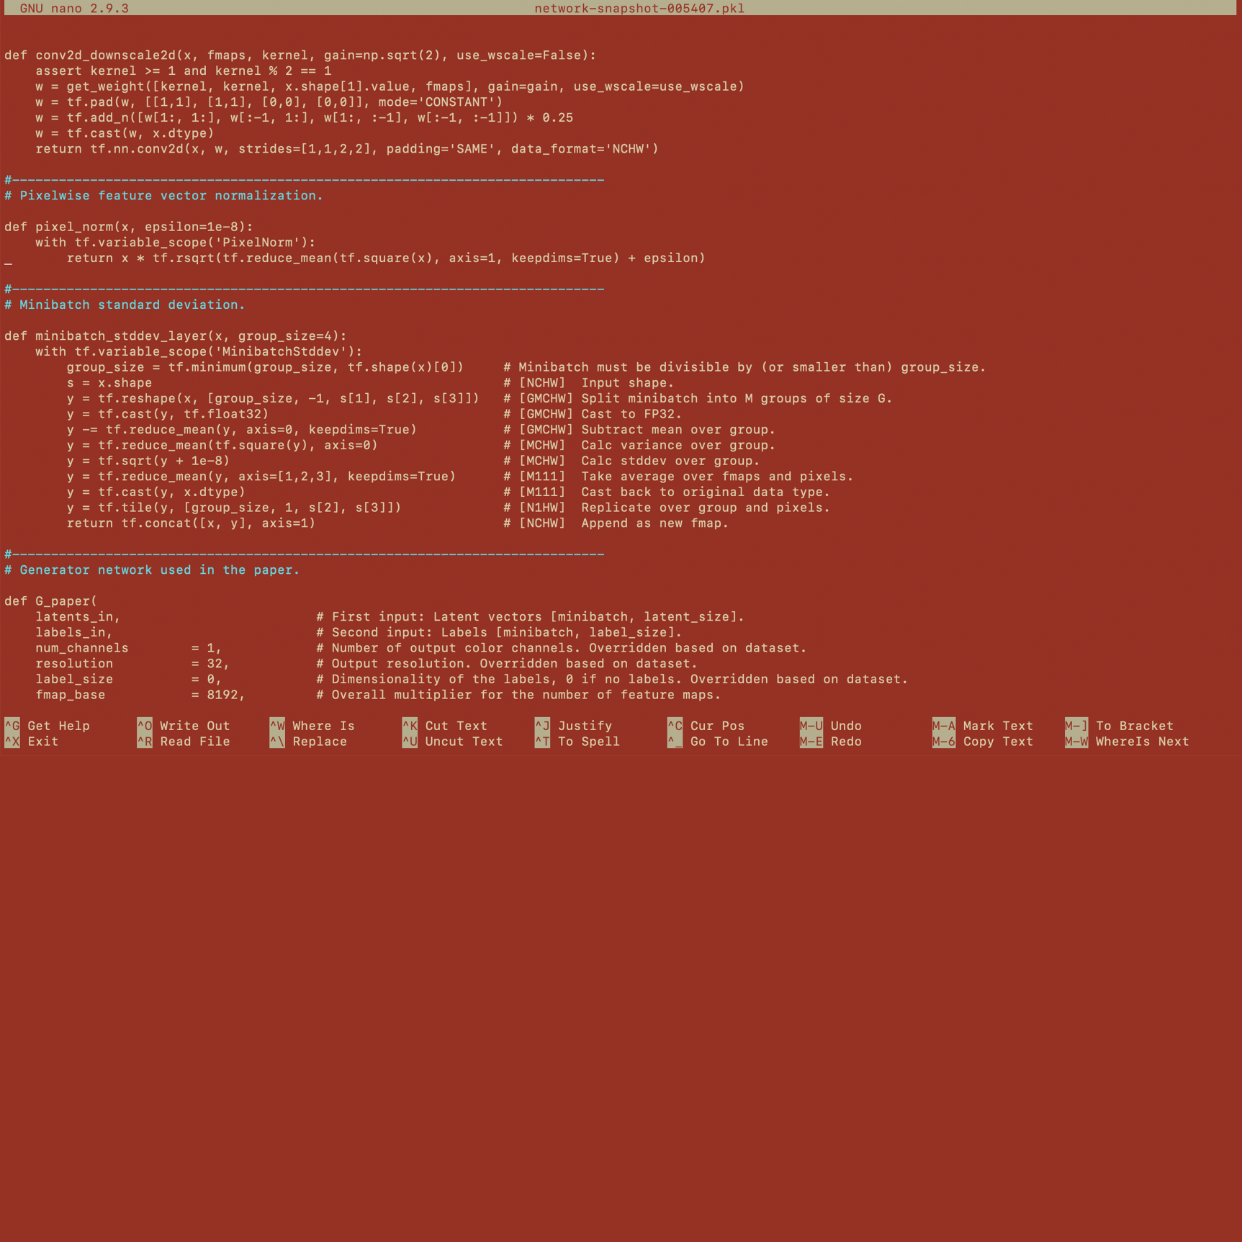 GNU nano 2.9.3 network-snapshot-005407.pkl
def conv2d_downscale2d(x, fmaps, kernel, gain=np.sqrt(2), use_wscale=False):
    assert kernel >= 1 and kernel % 2 == 1
    w = get_weight([kernel, kernel, x.shape[1].value, fmaps], gain=gain, use_wscale=use_wscale)
    w = tf.pad(w, [[1,1], [1,1], [0,0], [0,0]], mode='CONSTANT')
    w = tf.add_n([w[1:, 1:], w[:-1, 1:], w[1:, :-1], w[:-1, :-1]]) * 0.25
    w = tf.cast(w, x.dtype)
    return tf.nn.conv2d(x, w, strides=[1,1,2,2], padding='SAME', data_format='NCHW')
#----------------------------------------------------------------------------
# Pixelwise feature vector normalization.
def pixel_norm(x, epsilon=1e-8):
    with tf.variable_scope('PixelNorm'):
_       return x * tf.rsqrt(tf.reduce_mean(tf.square(x), axis=1, keepdims=True) + epsilon)
#----------------------------------------------------------------------------
# Minibatch standard deviation.
def minibatch_stddev_layer(x, group_size=4):
    with tf.variable_scope('MinibatchStddev'):
        group_size = tf.minimum(group_size, tf.shape(x)[0])     # Minibatch must be divisible by (or smaller than) group_size.
        s = x.shape                                             # [NCHW]  Input shape.
        y = tf.reshape(x, [group_size, -1, s[1], s[2], s[3]])   # [GMCHW] Split minibatch into M groups of size G.
        y = tf.cast(y, tf.float32)                              # [GMCHW] Cast to FP32.
        y -= tf.reduce_mean(y, axis=0, keepdims=True)           # [GMCHW] Subtract mean over group.
        y = tf.reduce_mean(tf.square(y), axis=0)                # [MCHW]  Calc variance over group.
        y = tf.sqrt(y + 1e-8)                                   # [MCHW]  Calc stddev over group.
        y = tf.reduce_mean(y, axis=[1,2,3], keepdims=True)      # [M111]  Take average over fmaps and pixels.
        y = tf.cast(y, x.dtype)                                 # [M111]  Cast back to original data type.
        y = tf.tile(y, [group_size, 1, s[2], s[3]])             # [N1HW]  Replicate over group and pixels.
        return tf.concat([x, y], axis=1)                        # [NCHW]  Append as new fmap.
#----------------------------------------------------------------------------
# Generator network used in the paper.
def G_paper(
    latents_in,                         # First input: Latent vectors [minibatch, latent_size].
    labels_in,                          # Second input: Labels [minibatch, label_size].
    num_channels        = 1,            # Number of output color channels. Overridden based on dataset.
    resolution          = 32,           # Output resolution. Overridden based on dataset.
    label_size          = 0,            # Dimensionality of the labels, 0 if no labels. Overridden based on dataset.
    fmap_base           = 8192,         # Overall multiplier for the number of feature maps.
^G Get Help ^O Write Out ^W Where Is ^K Cut Text ^J Justify ^C Cur Pos M-U Undo M-A Mark Text M-] To Bracket
^X Exit ^R Read File ^\ Replace ^U Uncut Text ^T To Spell ^_ Go To Line M-E Redo M-6 Copy Text M-W WhereIs Next